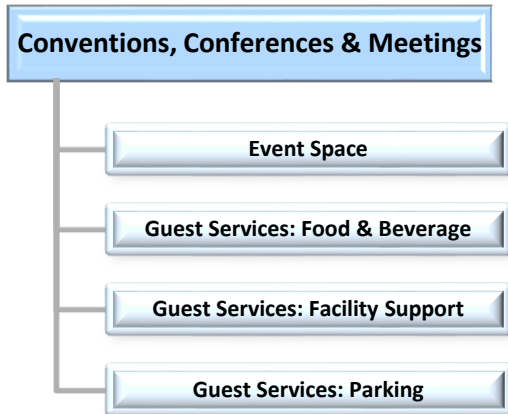 Conventions, Conferences & Meetings
Event Space
Guest Services: Food & Beverage
Guest Services: Facility Support
Guest Services: Parking